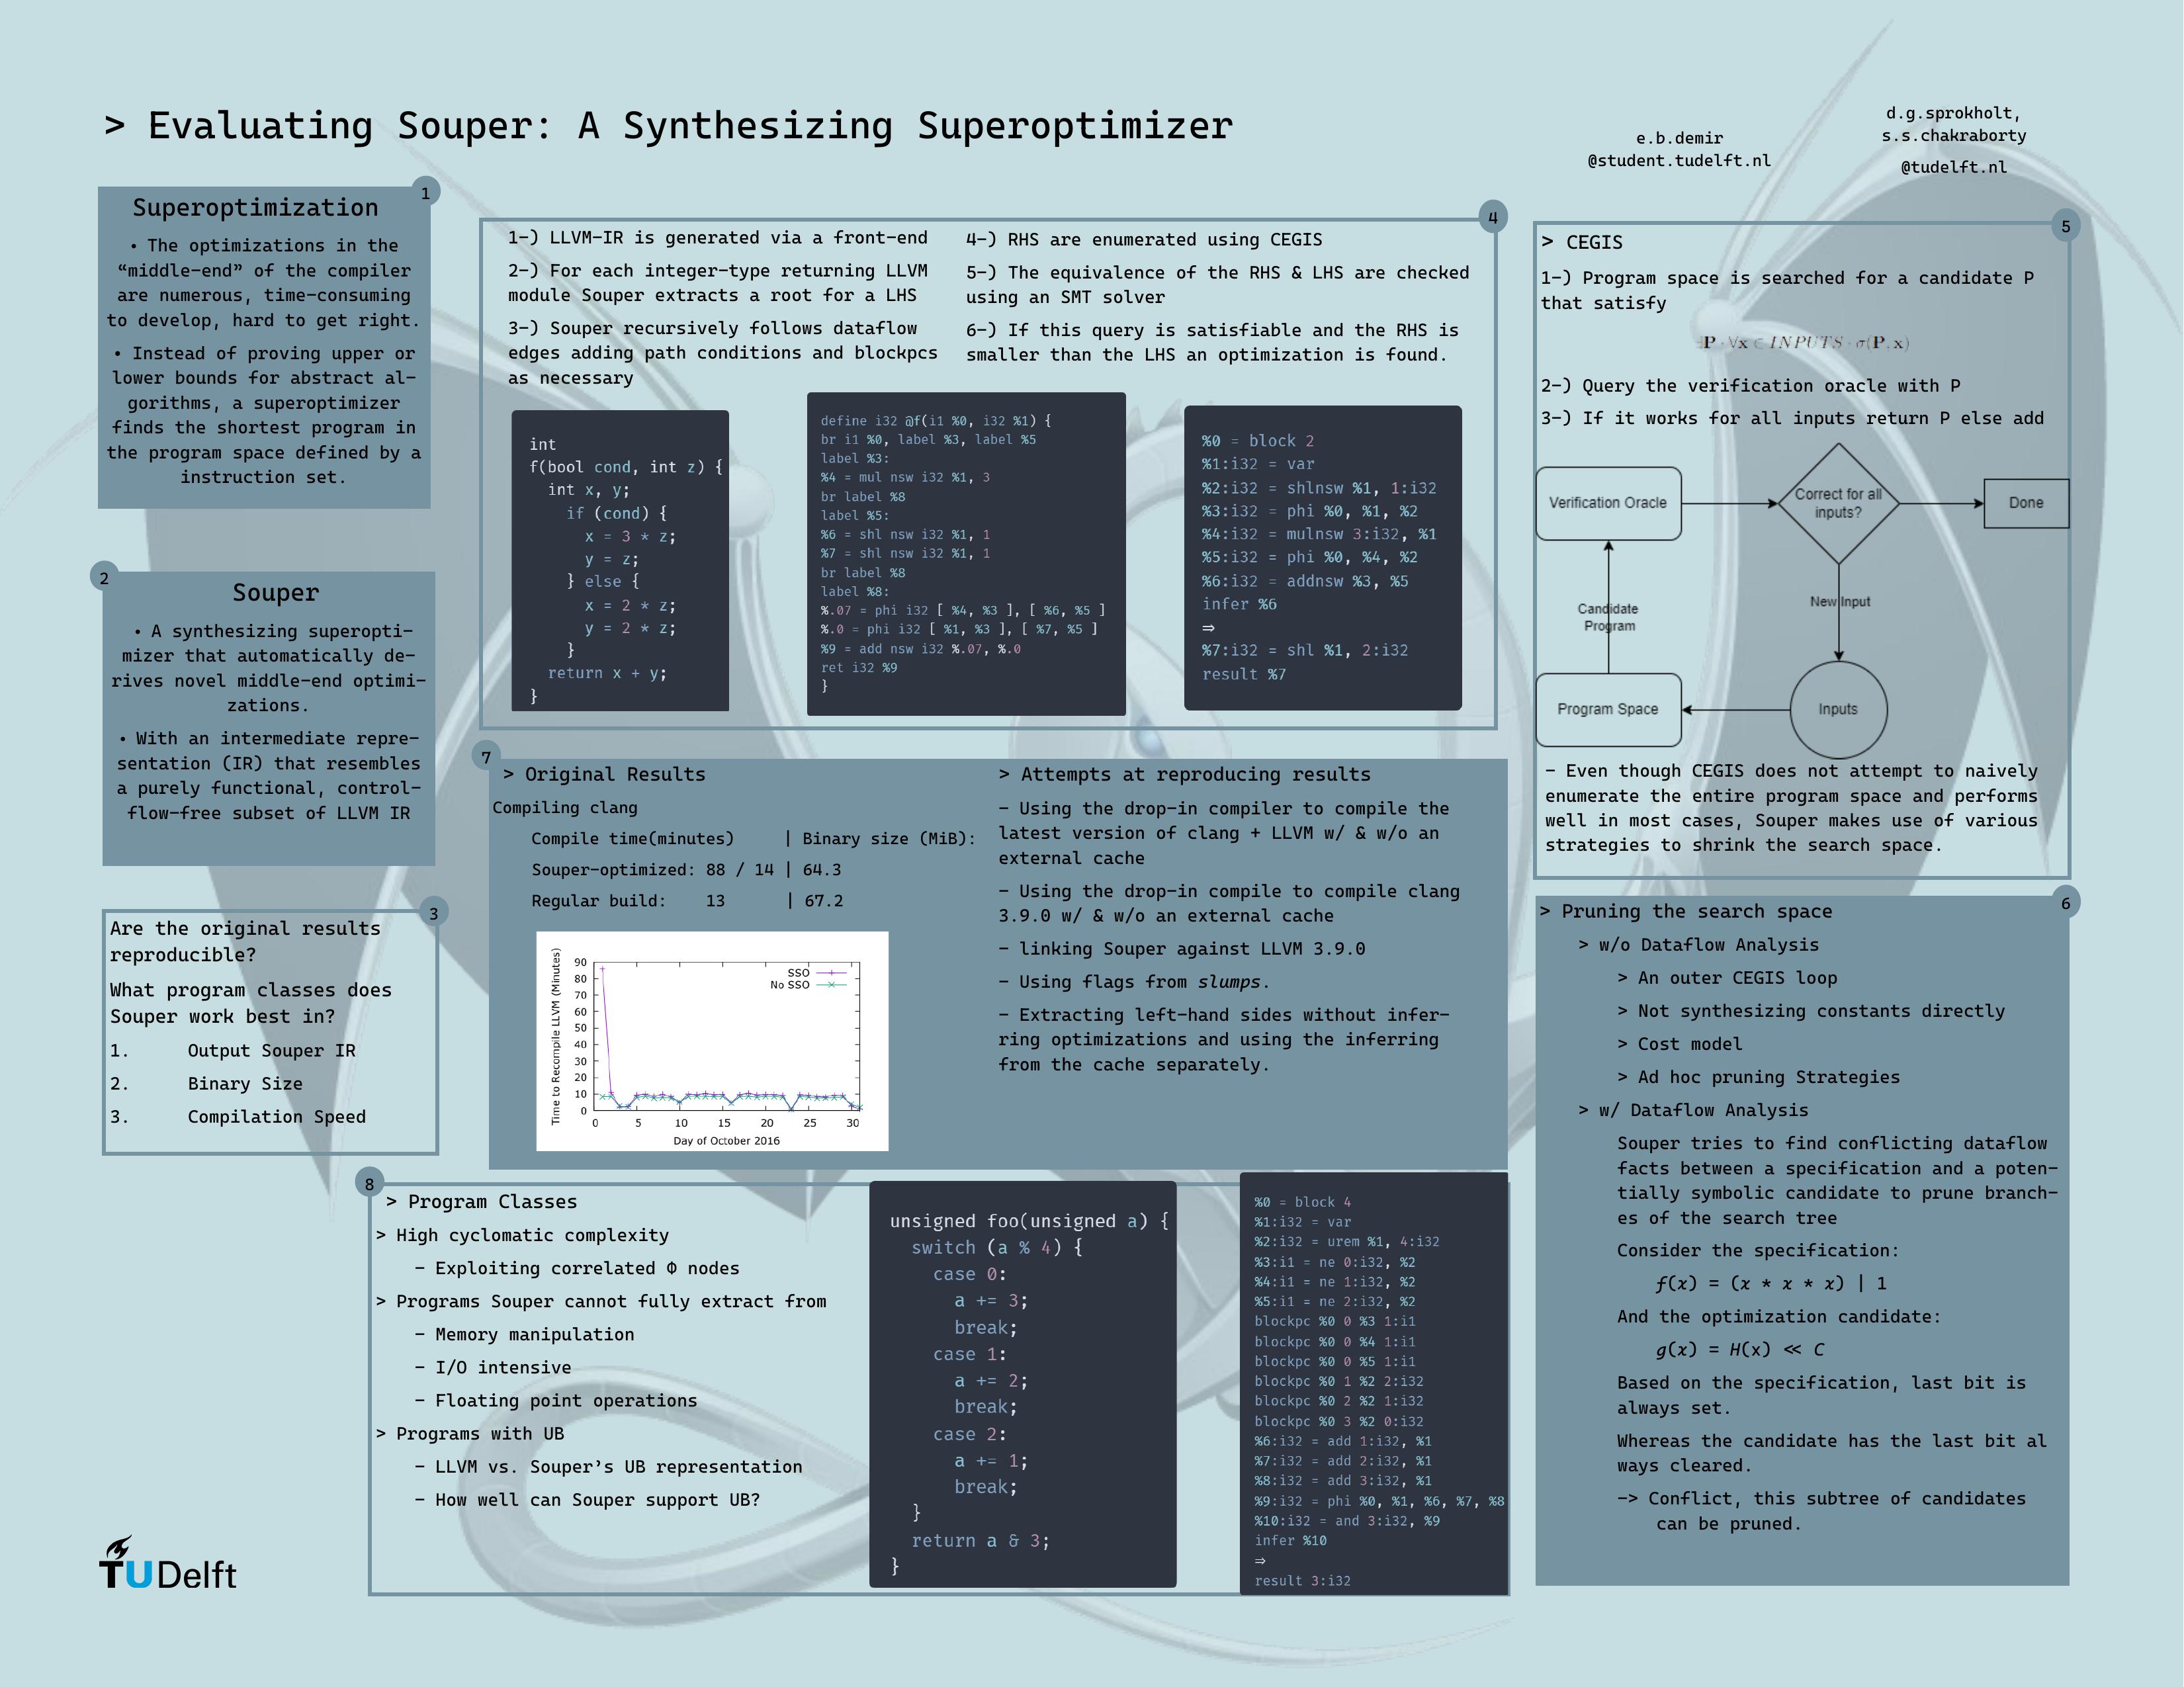 > Evaluating Souper: A Synthesizing Superoptimizer
e.b.demir
@student.tudelft.nl
d.g.sprokholt,
s.s.chakraborty
@tudelft.nl
1
Superoptimization
• The optimizations in the
“middle-end” of the compiler
are numerous, time-consuming
to develop, hard to get right.
• Instead of proving upper or
lower bounds for abstract al-
gorithms, a superoptimizer
finds the shortest program in
the program space defined by a
instruction set.
2
Souper
• A synthesizing superopti-
mizer that automatically de-
rives novel middle-end optimi-
zations.
• With an intermediate repre-
sentation (IR) that resembles
a purely functional, control-
flow-free subset of LLVM IR
3
Are the original results
reproducible?
What program classes does
Souper work best in?
1. Output Souper IR
2. Binary Size
3. Compilation Speed
4
1-) LLVM-IR is generated via a front-end
2-) For each integer-type returning LLVM
module Souper extracts a root for a LHS
3-) Souper recursively follows dataflow
edges adding path conditions and blockpcs
as necessary
4-) RHS are enumerated using CEGIS
5-) The equivalence of the RHS & LHS are checked
using an SMT solver
6-) If this query is satisfiable and the RHS is
smaller than the LHS an optimization is found.
int
f(bool cond, int z) {
int x, y;
if (cond) {
x = 3 * z;
y = z;
} else {
x = 2 * z;
y = 2 * z;
}
return x + y;
}
define i32 @f(i1 %0, i32 %1) {
br i1 %0, label %3, label %5
label %3:
%4 = mul nsw i32 %1, 3
br label %8
label %5:
%6 = shl nsw i32 %1, 1
%7 = shl nsw i32 %1, 1
br label %8
label %8:
%.07 = phi i32 [ %4, %3 ], [ %6, %5 ]
%.0 = phi i32 [ %1, %3 ], [ %7, %5 ]
%9 = add nsw i32 %.07, %.0
ret i32 %9
}
%0 = block 2
%1:i32 = var
%2:i32 = shlnsw %1, 1:i32
%3:i32 = phi %0, %1, %2
%4:i32 = mulnsw 3:i32, %1
%5:i32 = phi %0, %4, %2
%6:i32 = addnsw %3, %5
infer %6
⇒
%7:i32 = shl %1, 2:i32
result %7
5
> CEGIS
1-) Program space is searched for a candidate P
that satisfy
∃P · ∀x ∈ INPUTS · σ(P, x)
2-) Query the verification oracle with P
3-) If it works for all inputs return P else add
Verification Oracle
Correct for all
inputs?
Done
Candidate
Program
New Input
Program Space
Inputs
- Even though CEGIS does not attempt to naively
enumerate the entire program space and performs
well in most cases, Souper makes use of various
strategies to shrink the search space.
6
> Pruning the search space
> w/o Dataflow Analysis
> An outer CEGIS loop
> Not synthesizing constants directly
> Cost model
> Ad hoc pruning Strategies
> w/ Dataflow Analysis
Souper tries to find conflicting dataflow
facts between a specification and a poten-
tially symbolic candidate to prune branch-
es of the search tree
Consider the specification:
f(x) = (x * x * x) | 1
And the optimization candidate:
g(x) = H(x) << C
Based on the specification, last bit is
always set.
Whereas the candidate has the last bit al
ways cleared.
-> Conflict, this subtree of candidates
can be pruned.
7
> Original Results
Compiling clang
Compile time(minutes) | Binary size (MiB):
Souper-optimized: 88 / 14 | 64.3
Regular build: 13 | 67.2
Time to Recompile LLVM (Minutes)
90
80
70
60
50
40
30
20
10
0
SSO
No SSO
0 5 10 15 20 25 30
Day of October 2016
> Attempts at reproducing results
- Using the drop-in compiler to compile the
latest version of clang + LLVM w/ & w/o an
external cache
- Using the drop-in compile to compile clang
3.9.0 w/ & w/o an external cache
- linking Souper against LLVM 3.9.0
- Using flags from slumps.
- Extracting left-hand sides without infer-
ring optimizations and using the inferring
from the cache separately.
8
> Program Classes
> High cyclomatic complexity
- Exploiting correlated Φ nodes
> Programs Souper cannot fully extract from
- Memory manipulation
- I/O intensive
- Floating point operations
> Programs with UB
- LLVM vs. Souper’s UB representation
- How well can Souper support UB?
unsigned foo(unsigned a) {
switch (a % 4) {
case 0:
a += 3;
break;
case 1:
a += 2;
break;
case 2:
a += 1;
break;
}
return a & 3;
}
%0 = block 4
%1:i32 = var
%2:i32 = urem %1, 4:i32
%3:i1 = ne 0:i32, %2
%4:i1 = ne 1:i32, %2
%5:i1 = ne 2:i32, %2
blockpc %0 0 %3 1:i1
blockpc %0 0 %4 1:i1
blockpc %0 0 %5 1:i1
blockpc %0 1 %2 2:i32
blockpc %0 2 %2 1:i32
blockpc %0 3 %2 0:i32
%6:i32 = add 1:i32, %1
%7:i32 = add 2:i32, %1
%8:i32 = add 3:i32, %1
%9:i32 = phi %0, %1, %6, %7, %8
%10:i32 = and 3:i32, %9
infer %10
⇒
result 3:i32
TU Delft